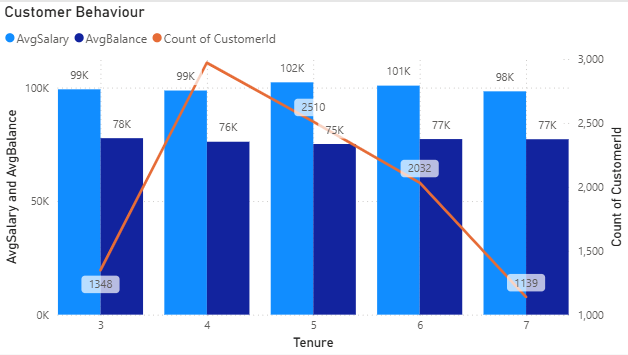 Customer Behaviour
AvgSalary AvgBalance Count of CustomerId
AvgSalary and AvgBalance
100K
50K
0K
99K 99K 102K 101K 98K
78K 76K 75K 77K 77K
1348 2510 2032 1139
3,000
2,500
2,000
1,500
1,000
Count of CustomerId
3 4 5 6 7
Tenure